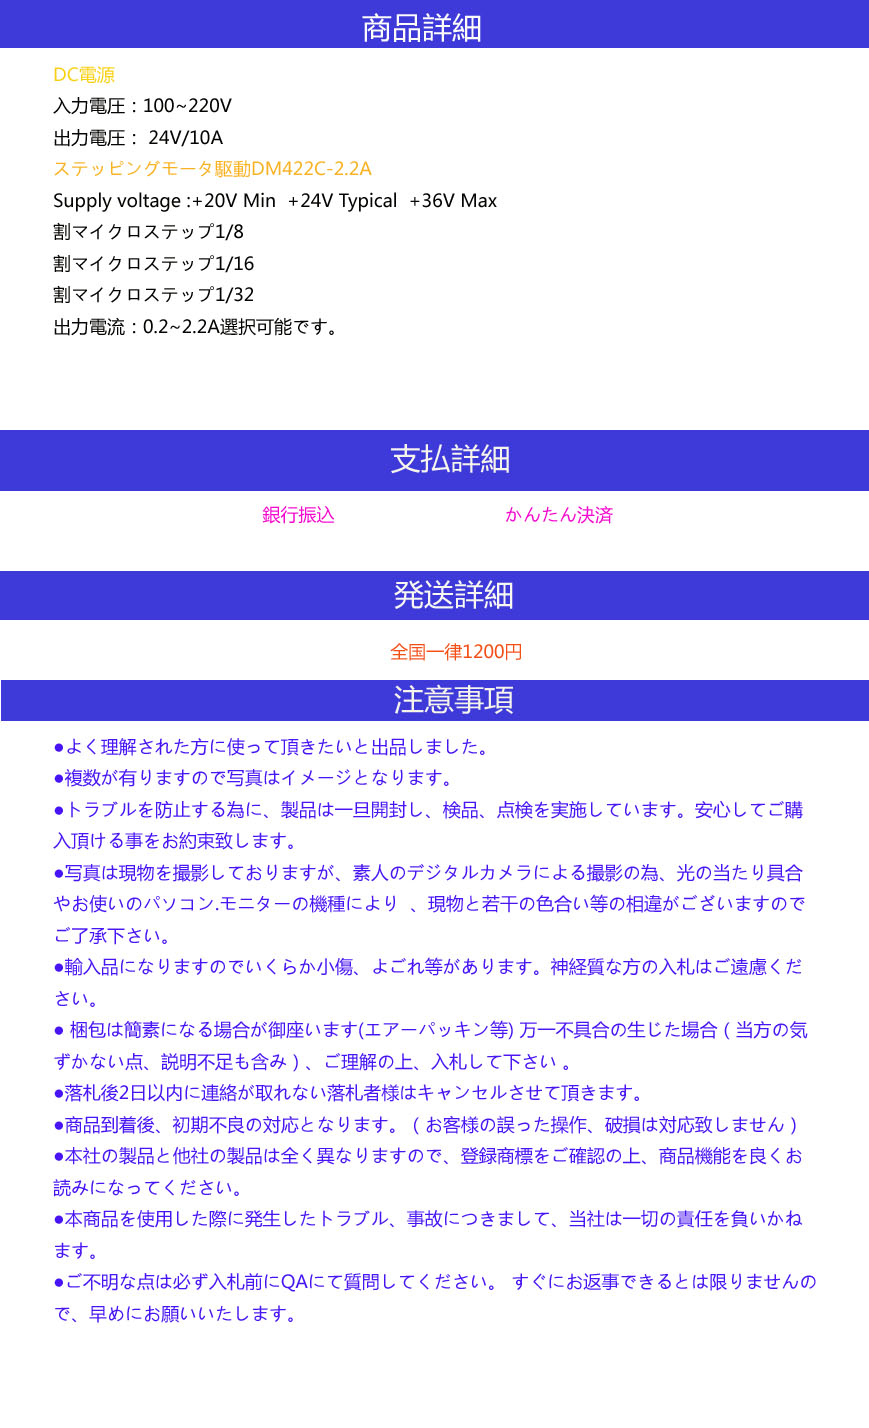 商品詳細
DC電源
入力電圧：100~220V
出力電圧： 24V/10A
ステッピングモータ駆動DM422C-2.2A
Supply voltage :+20V Min +24V Typical +36V Max
割マイクロステップ1/8
割マイクロステップ1/16
割マイクロステップ1/32
出力電流：0.2~2.2A選択可能です。
支払詳細
銀行振込 かんたん決済
発送詳細
全国一律1200円
注意事項
●よく理解された方に使って頂きたいと出品しました。
●複数が有りますので写真はイメージとなります。
●トラブルを防止する為に、製品は一旦開封し、検品、点検を実施しています。安心してご購
入頂ける事をお約束致します。
●写真は現物を撮影しておりますが、素人のデジタルカメラによる撮影の為、光の当たり具合
やお使いのパソコン.モニターの機種により 、現物と若干の色合い等の相違がございますので
ご了承下さい。
●輸入品になりますのでいくらか小傷、よごれ等があります。神経質な方の入札はご遠慮くだ
さい。
● 梱包は簡素になる場合が御座います(エアーパッキン等) 万一不具合の生じた場合（当方の気
ずかない点、説明不足も含み）、ご理解の上、入札して下さい 。
●落札後2日以内に連絡が取れない落札者様はキャンセルさせて頂きます。
●商品到着後、初期不良の対応となります。（お客様の誤った操作、破損は対応致しません）
●本社の製品と他社の製品は全く異なりますので、登録商標をご確認の上、商品機能を良くお
読みになってください。
●本商品を使用した際に発生したトラブル、事故につきまして、当社は一切の責任を負いかね
ます。
●ご不明な点は必ず入札前にQAにて質問してください。 すぐにお返事できるとは限りませんの
で、早めにお願いいたします。